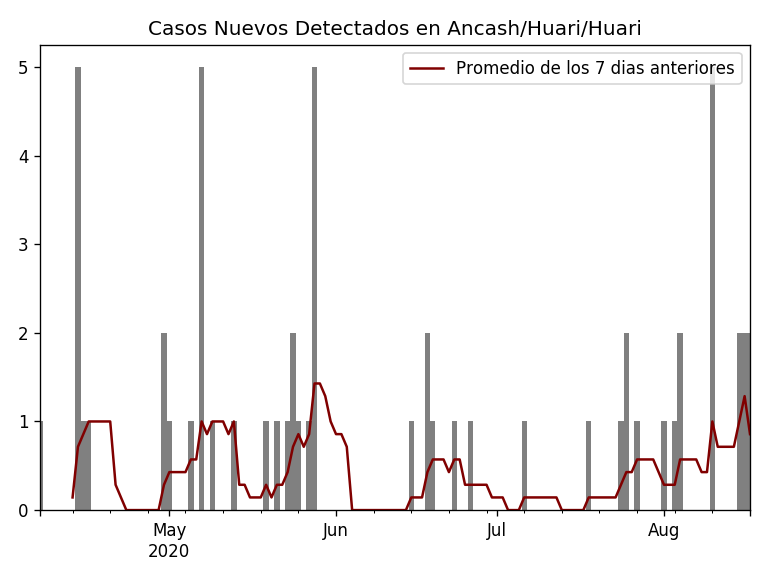 Casos Nuevos Detectados en Ancash/Huari/Huari
Promedio de los 7 dias anteriores
5
4
3
2
1
0
May
2020
Jun
Jul
Aug